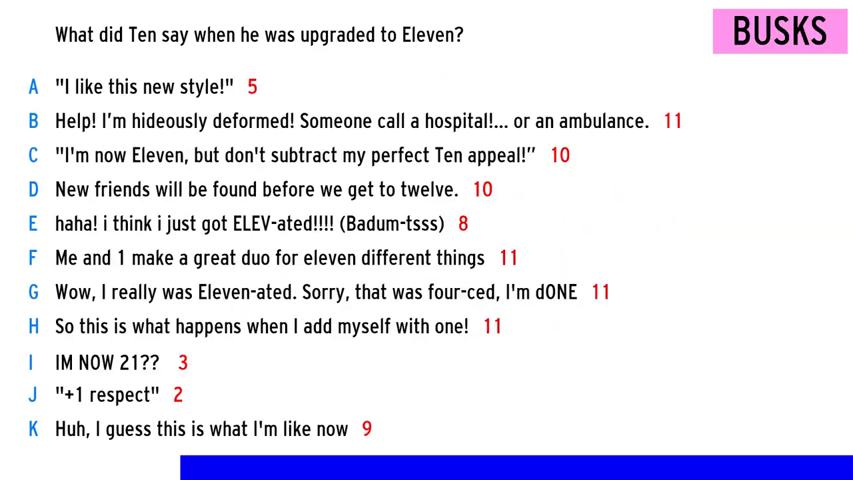 What did Ten say when he was upgraded to Eleven?
BUSKS
A "I like this new style!" 5
B Help! I’m hideously deformed! Someone call a hospital!... or an ambulance. 11
C "I'm now Eleven, but don't subtract my perfect Ten appeal!” 10
D New friends will be found before we get to twelve. 10
E haha! i think i just got ELEV-ated!!!! (Badum-tsss) 8
F Me and 1 make a great duo for eleven different things 11
G Wow, I really was Eleven-ated. Sorry, that was four-ced, I'm dONE 11
H So this is what happens when I add myself with one! 11
I IM NOW 21?? 3
J "+1 respect" 2
K Huh, I guess this is what I'm like now 9